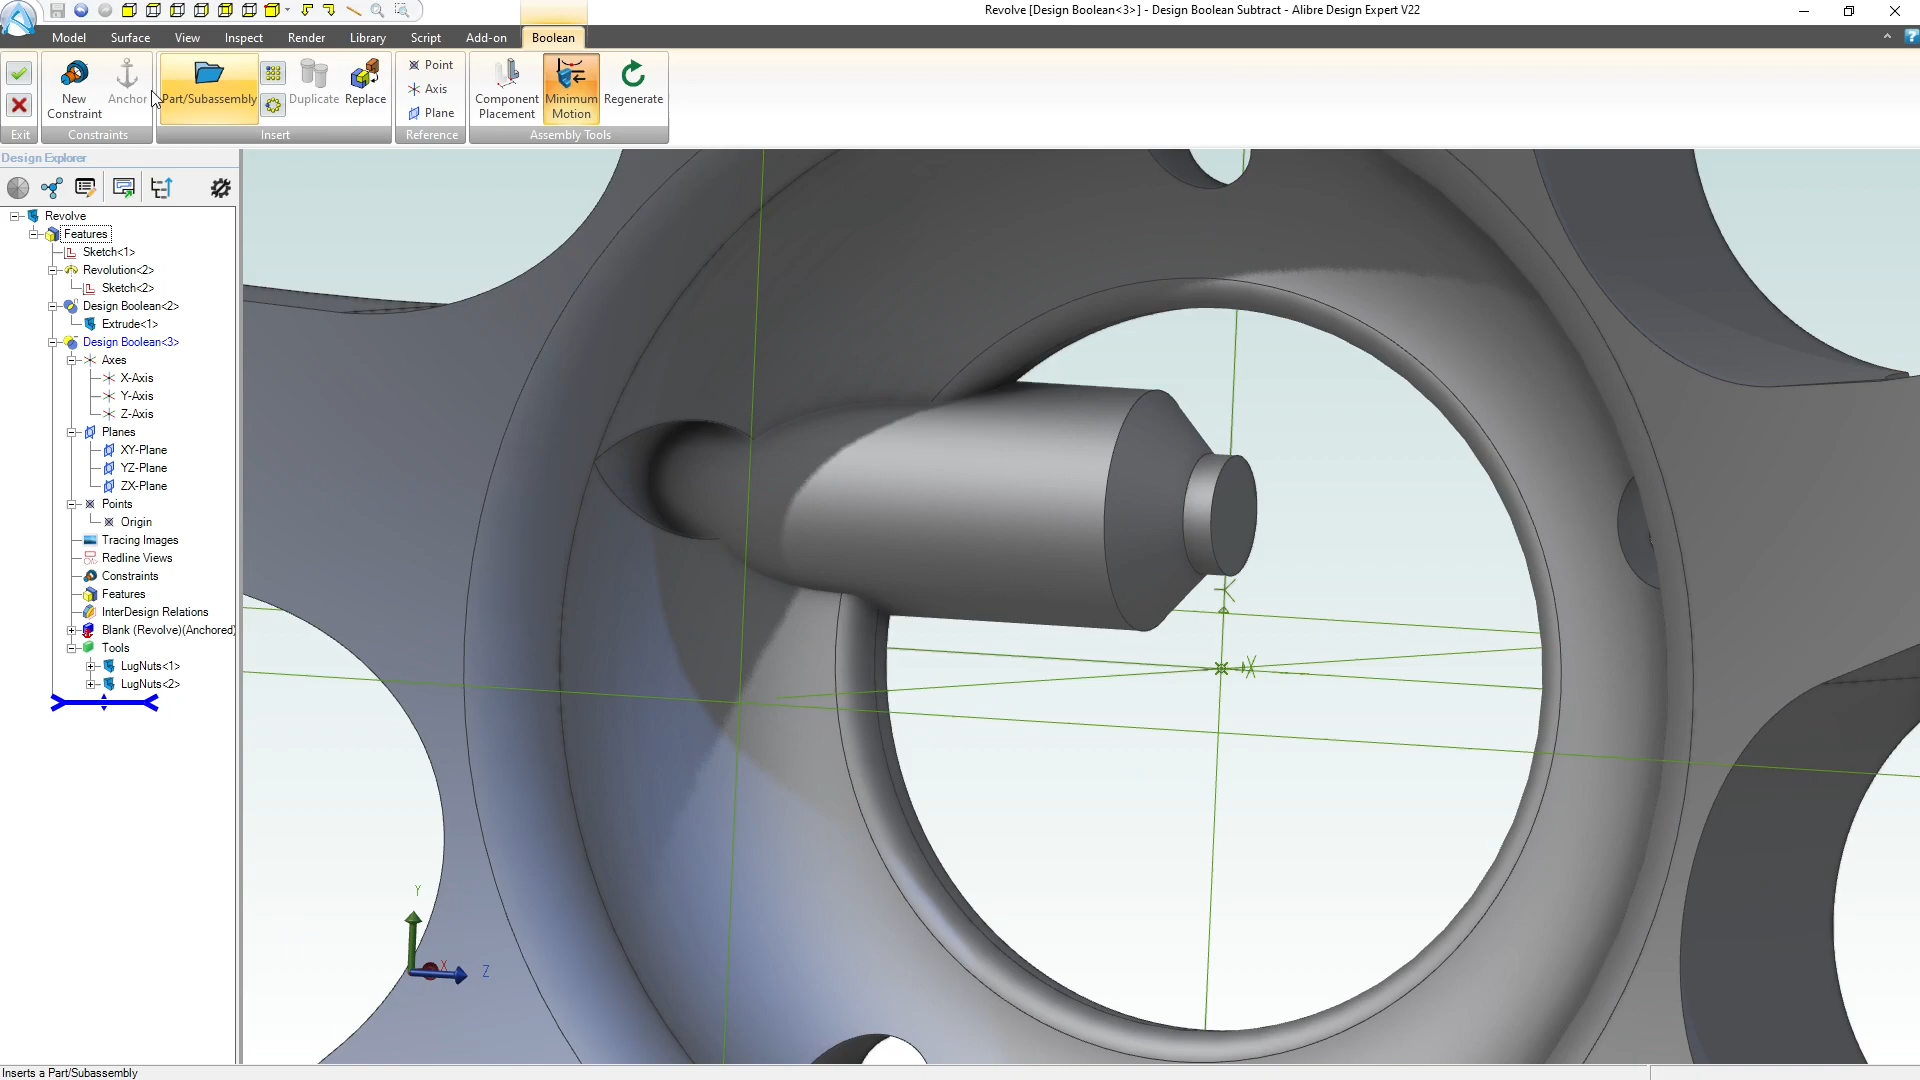 Revolve [Design Boolean<3>] - Design Boolean Subtract - Alibre Design Expert V22
Model
Surface
View
Inspect
Render
Library
Script
Add-on
Boolean
New
Constraint
Anchor
Part/Subassembly
Duplicate
Replace
Point
Axis
Plane
Component
Placement
Minimum
Motion
Regenerate
Exit
Constraints
Insert
Reference
Assembly Tools
Design Explorer
Revolve
Features
Sketch<1>
Revolution<2>
Sketch<2>
Design Boolean<2>
Extrude<1>
Design Boolean<3>
Axes
X-Axis
Y-Axis
Z-Axis
Planes
XY-Plane
YZ-Plane
ZX-Plane
Points
Origin
Tracing Images
Redline Views
Constraints
Features
InterDesign Relations
Blank (Revolve)(Anchored)
Tools
LugNuts<1>
LugNuts<2>
X
Y
X
Z
Inserts a Part/Subassembly